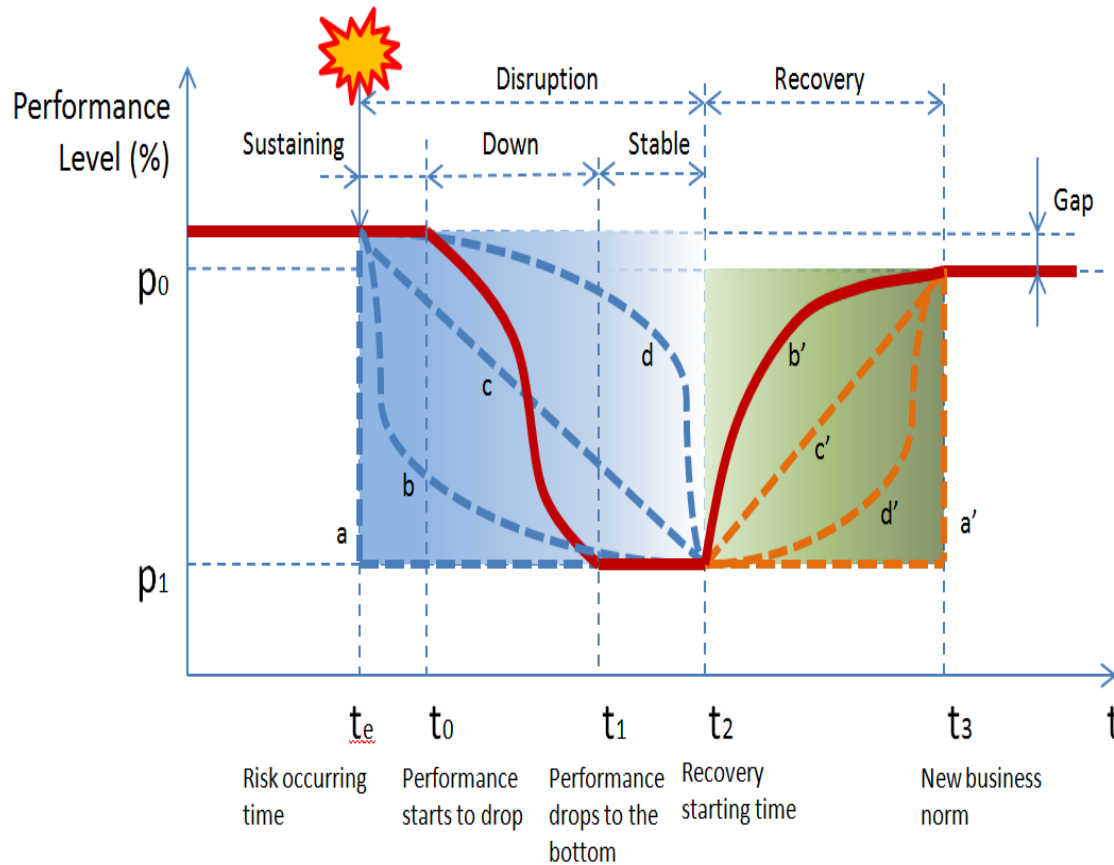 Performance
Level (%)
Disruption
Recovery
Sustaining
Down
Stable
Gap
p0
p1
a
b
c
d
b’
c’
d’
a’
te
t0
t1
t2
t3
t
Risk occurring
time
Performance
starts to drop
Performance
drops to the
bottom
Recovery
starting time
New business
norm